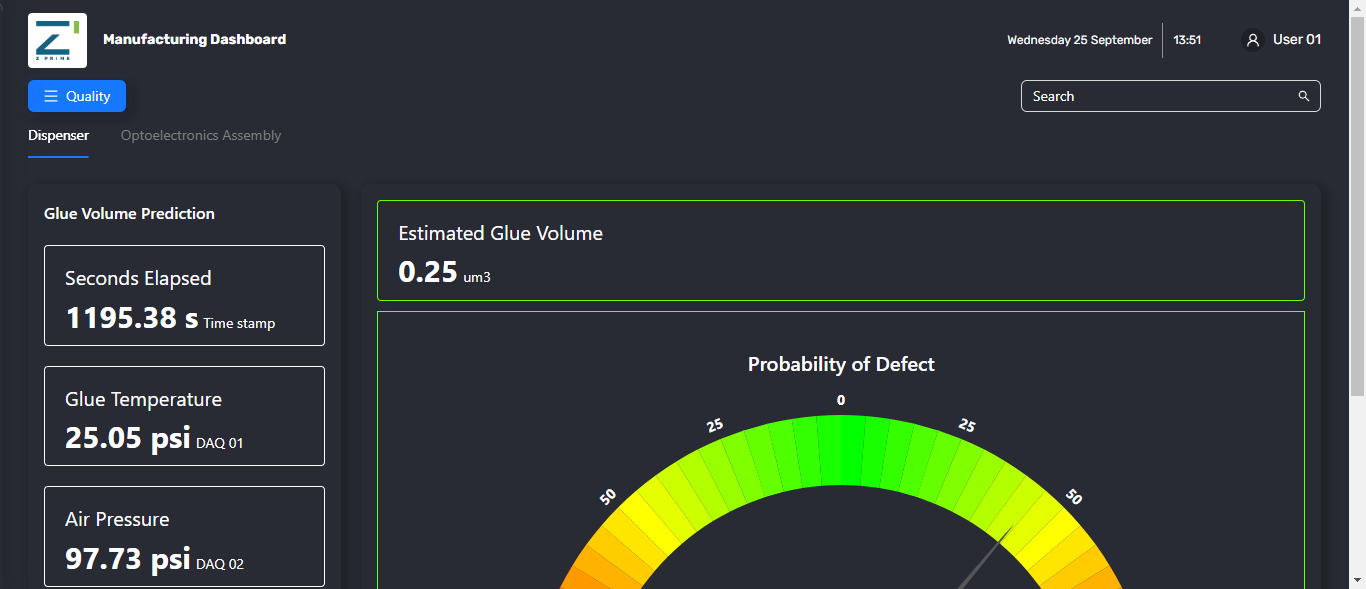 Z PRIME
Manufacturing Dashboard
Wednesday 25 September
13:51
User 01
Quality
Search
Dispenser
Optoelectronics Assembly
Glue Volume Prediction
Seconds Elapsed
1195.38 s Time stamp
Glue Temperature
25.05 psi DAQ 01
Air Pressure
97.73 psi DAQ 02
Estimated Glue Volume
0.25 um3
Probability of Defect
0
25
25
50
50